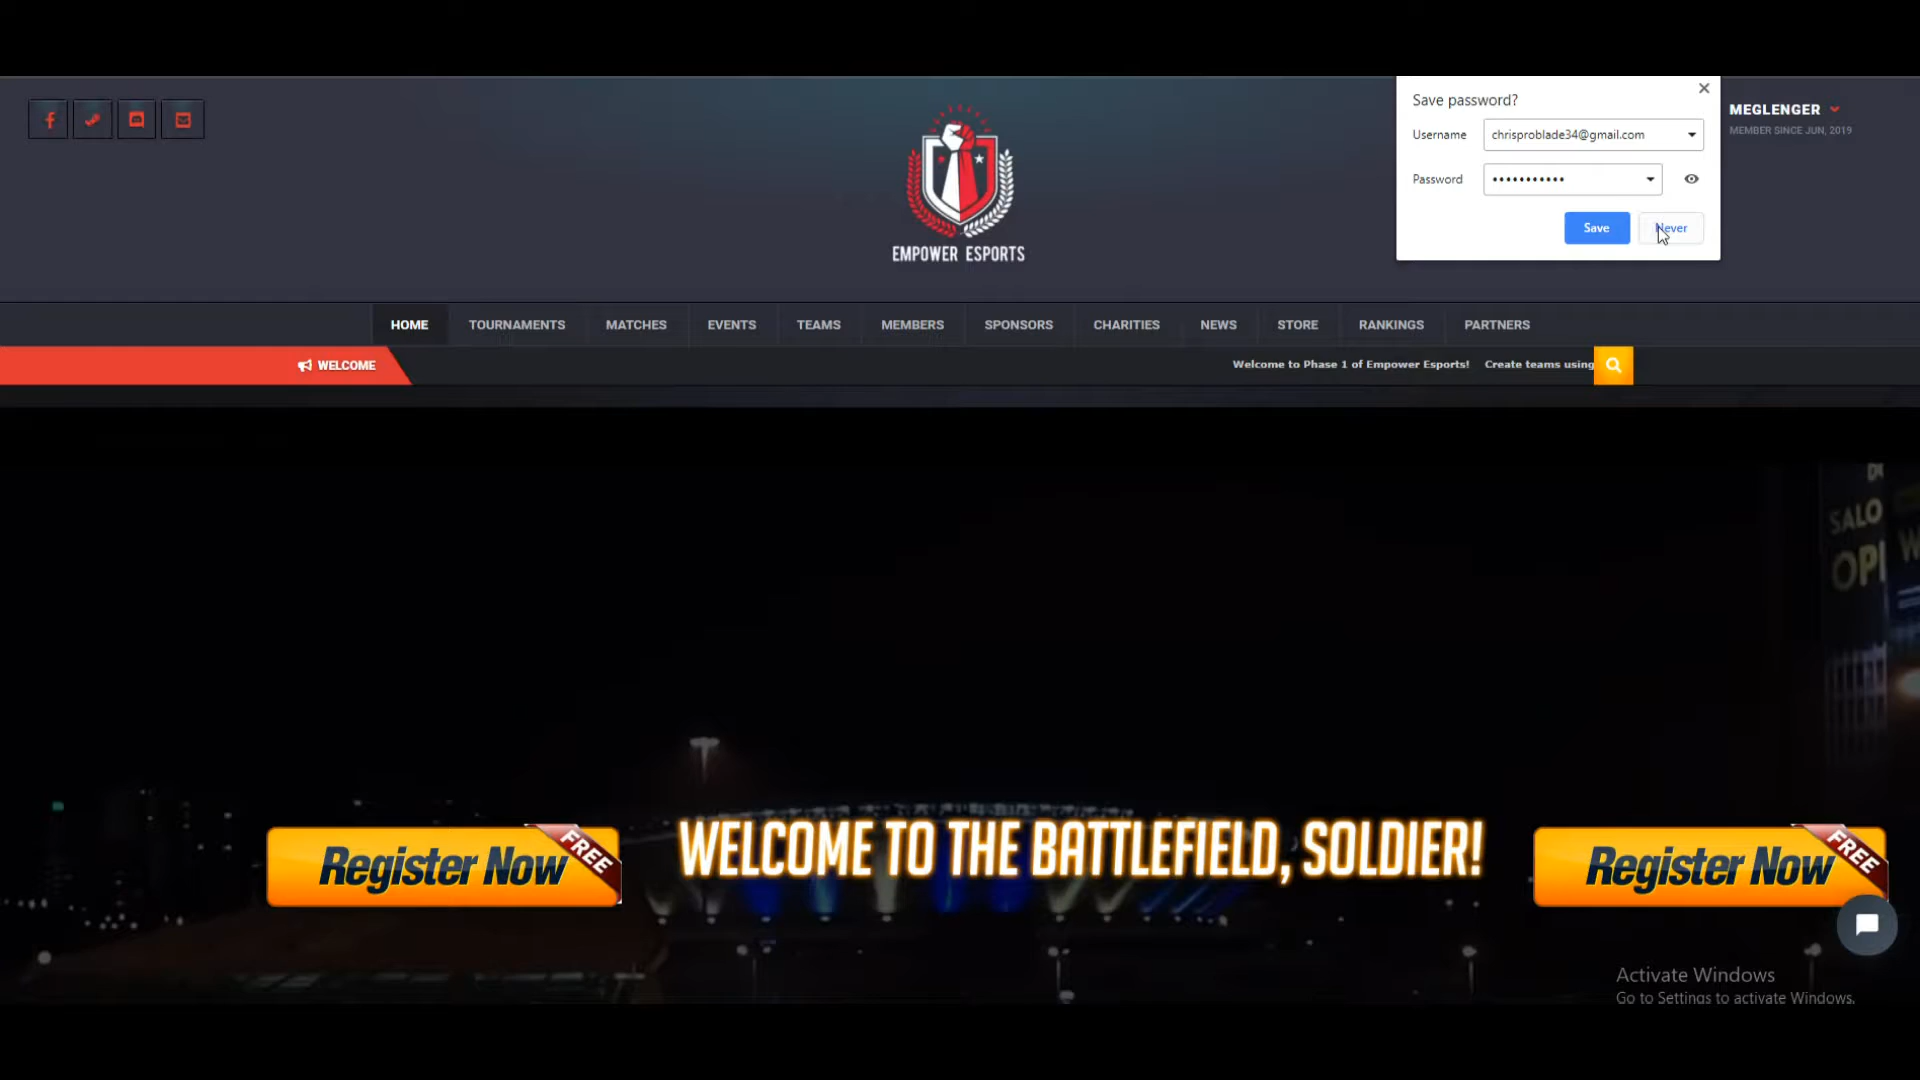 Save password?
Username
chrisproblade34@gmail.com
Password
Save
MEGLENGER
MEMBER SINCE JUN, 2019
EMPOWER ESPORTS
HOME
TOURNAMENTS
MATCHES
EVENTS
TEAMS
MEMBERS
SPONSORS
CHARITIES
NEWS
STORE
RANKINGS
PARTNERS
WELCOME
Welcome to Phase 1 of Empower Esports! Create teams using
SALO
Register Now
FREE
WELCOME TO THE BATTLEFIELD, SOLDIER!
Register Now
FREE
Activate Windows
Go to Settings to activate Windows.